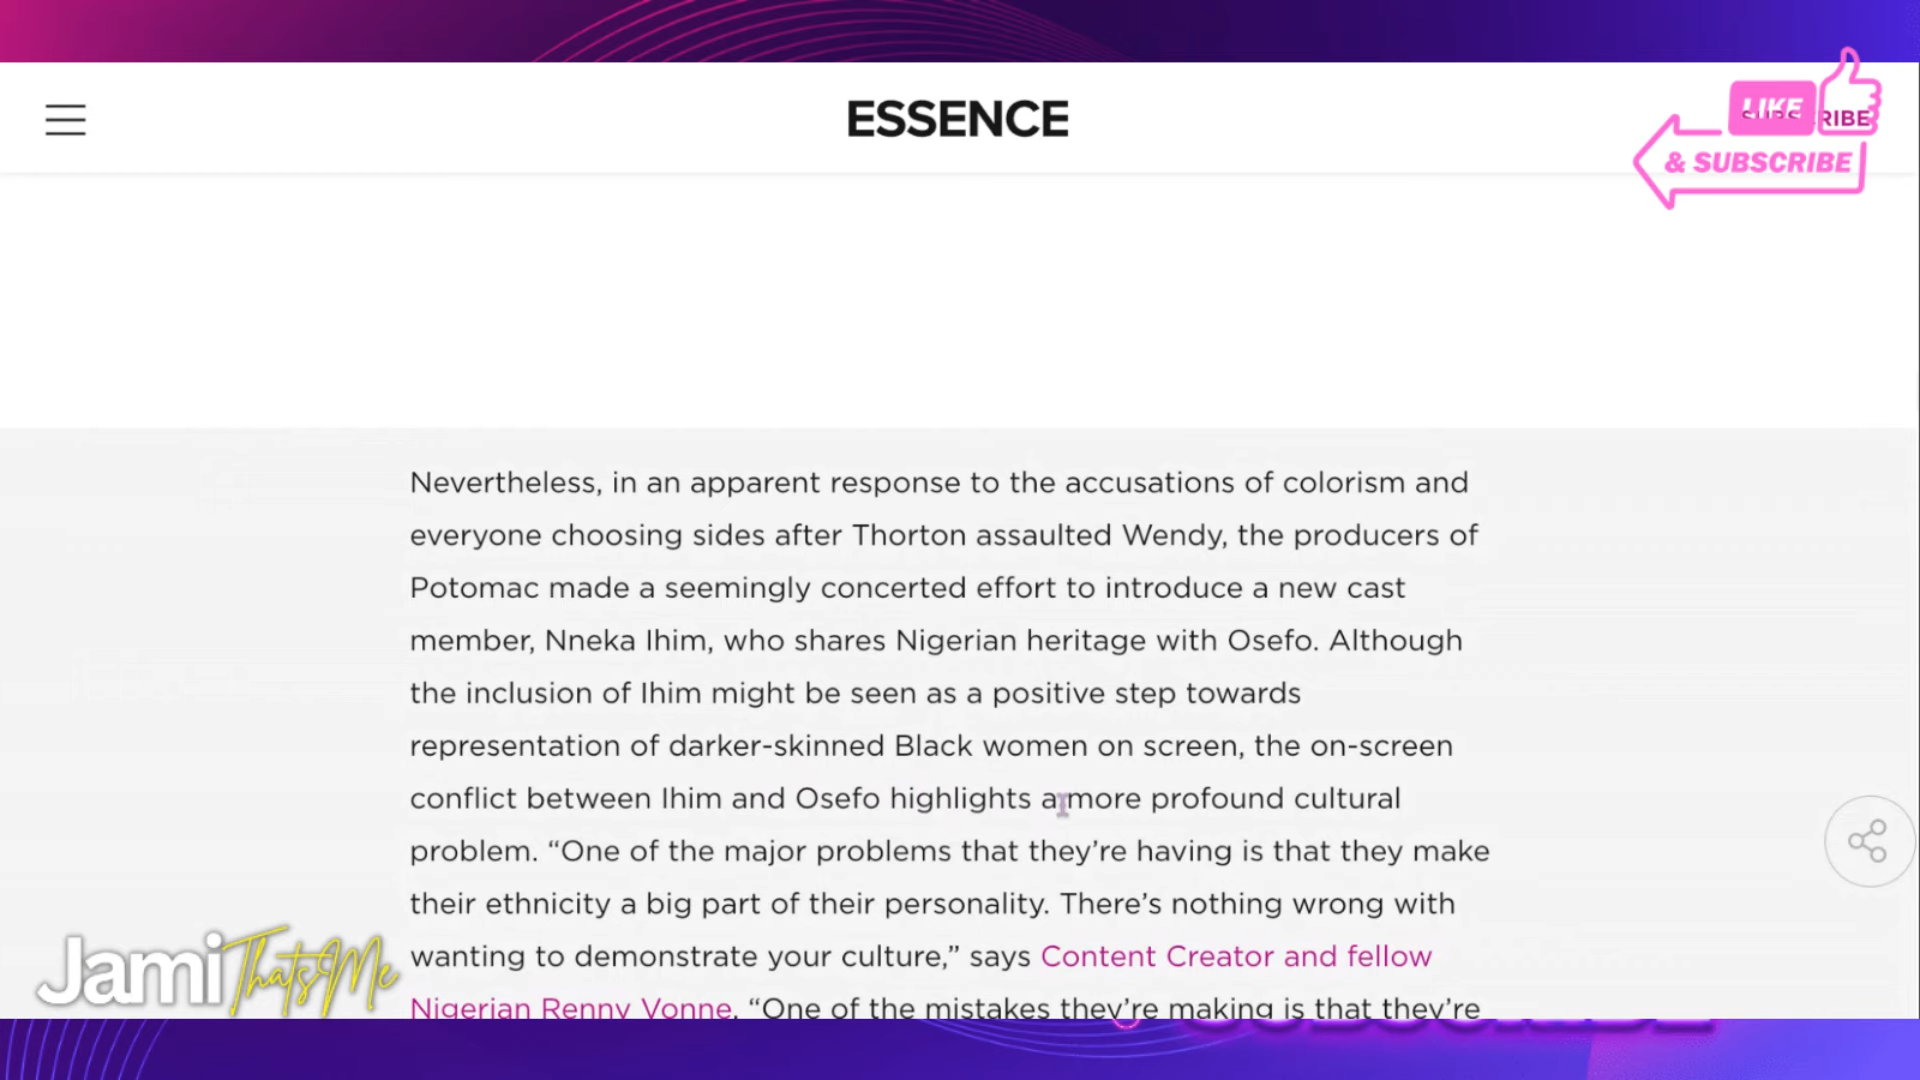 ESSENCE
LIKE
RIBE
& SUBSCRIBE
Nevertheless, in an apparent response to the accusations of colorism and
everyone choosing sides after Thorton assaulted Wendy, the producers of
Potomac made a seemingly concerted effort to introduce a new cast
member, Nneka Ihim, who shares Nigerian heritage with Osefo. Although
the inclusion of Ihim might be seen as a positive step towards
representation of darker-skinned Black women on screen, the on-screen
conflict between Ihim and Osefo highlights a more profound cultural
problem. “One of the major problems that they’re having is that they make
their ethnicity a big part of their personality. There’s nothing wrong with
wanting to demonstrate your culture,” says Content Creator and fellow
Nigerian Renny Vonne. “One of the mistakes they’re making is that they’re
Jami ThatsMe